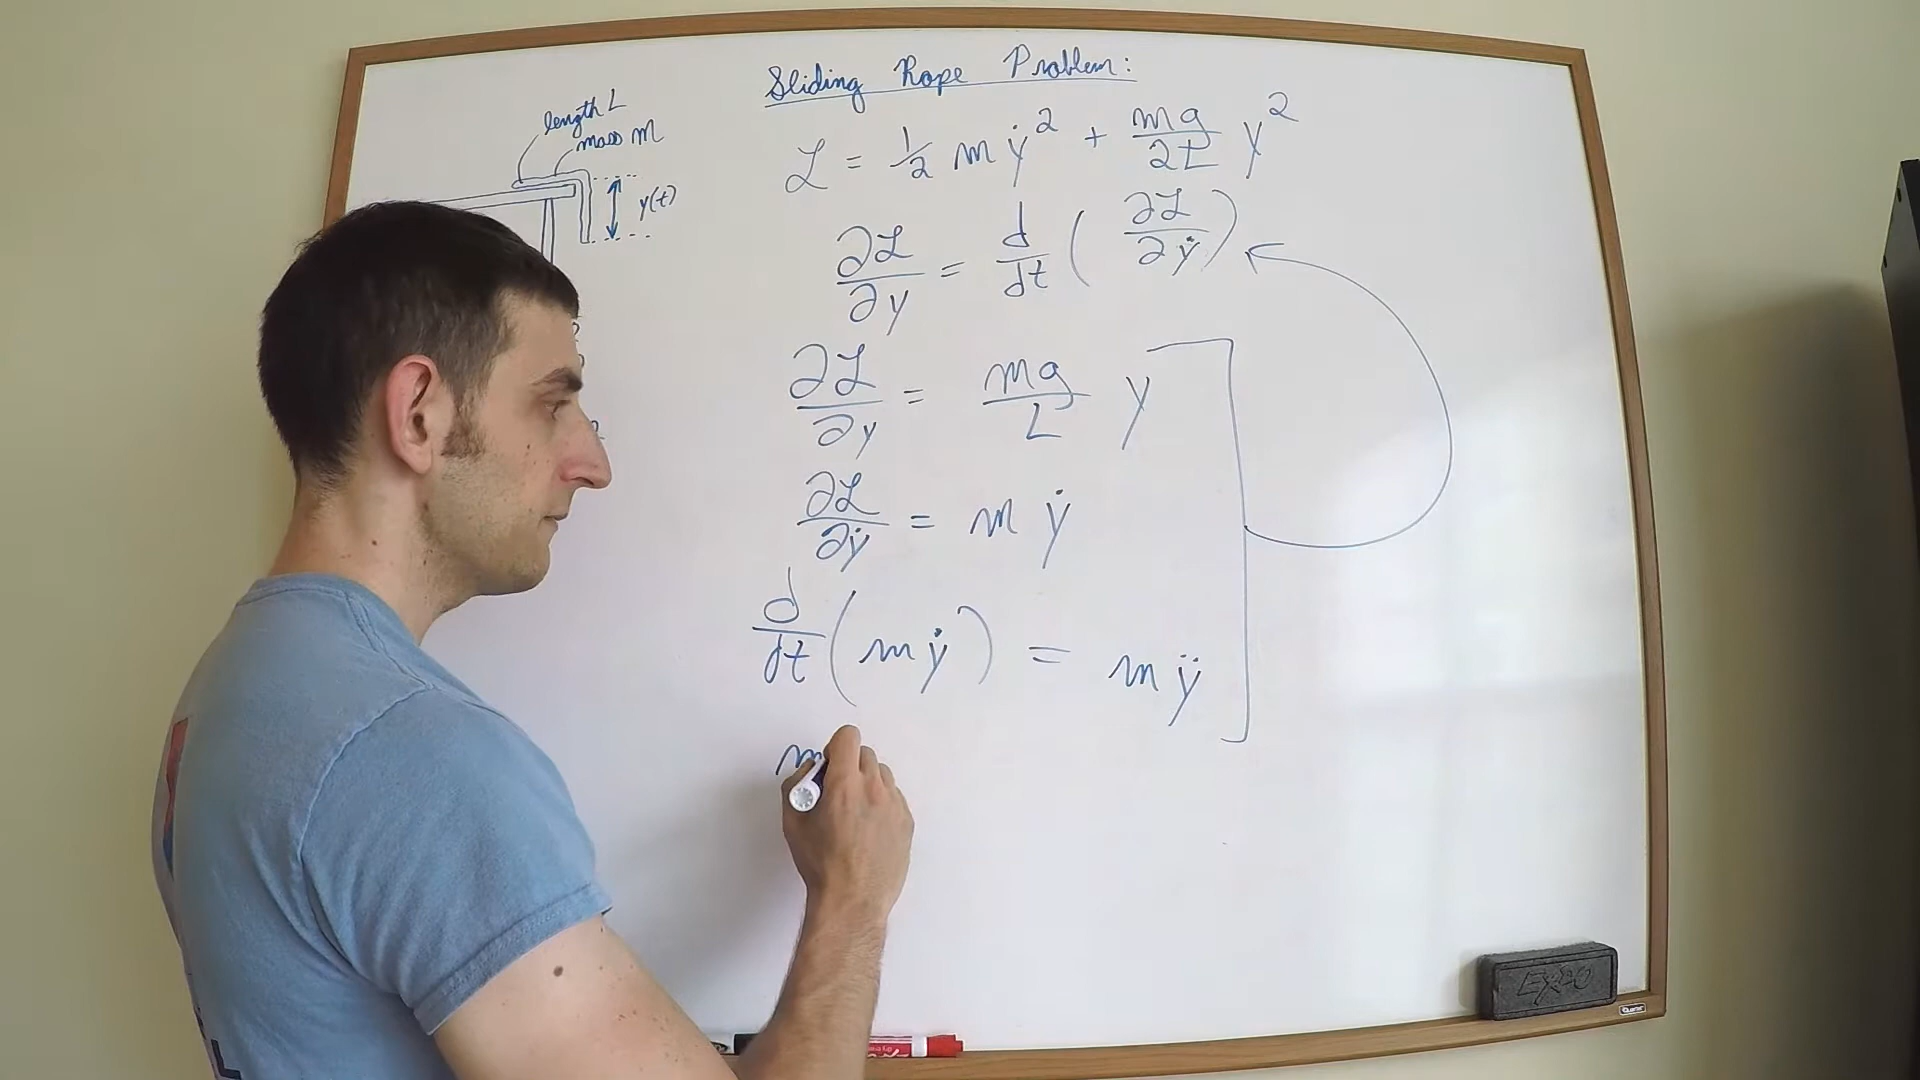 Sliding Rope Problem:
length L
mass m
y(t)
ℒ = 1/2 m ẏ² + mg/2L y²
∂ℒ/∂y = d/dt ( ∂ℒ/∂ẏ )
∂ℒ/∂y = mg/L y
∂ℒ/∂ẏ = m ẏ
d/dt ( m ẏ ) = m ÿ
m
EXPO